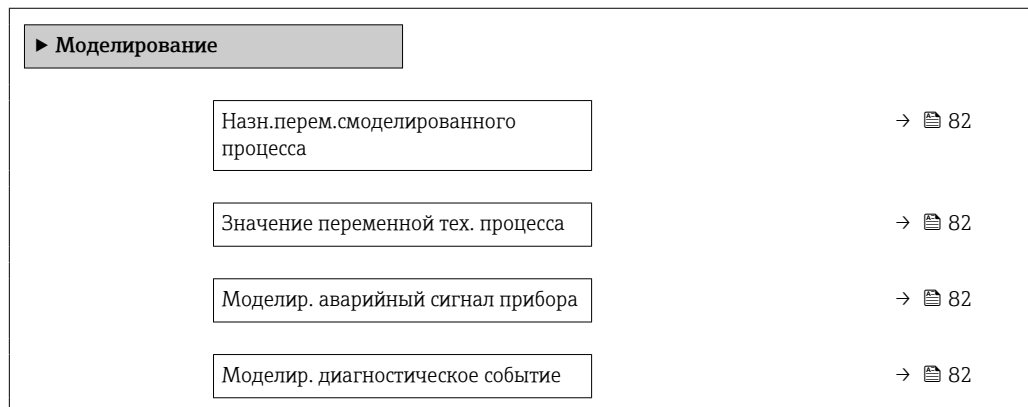 ▶ Моделирование
Назн.перем.смоделированного
процесса
→ 82
Значение переменной тех. процесса
→ 82
Моделир. аварийный сигнал прибора
→ 82
Моделир. диагностическое событие
→ 82